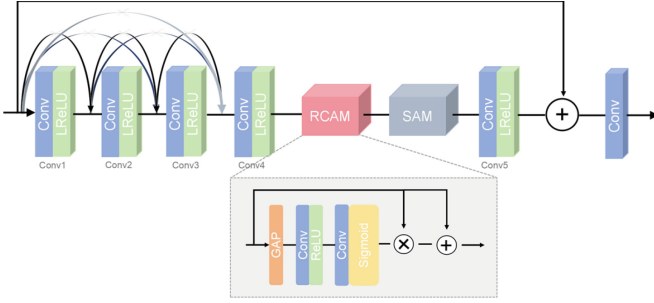 Conv LReLU
Conv LReLU
Conv LReLU
Conv LReLU
RCAM
SAM
Conv LReLU
Conv
Conv1
Conv2
Conv3
Conv4
Conv5
GAP
Conv ReLU
Conv Sigmoid